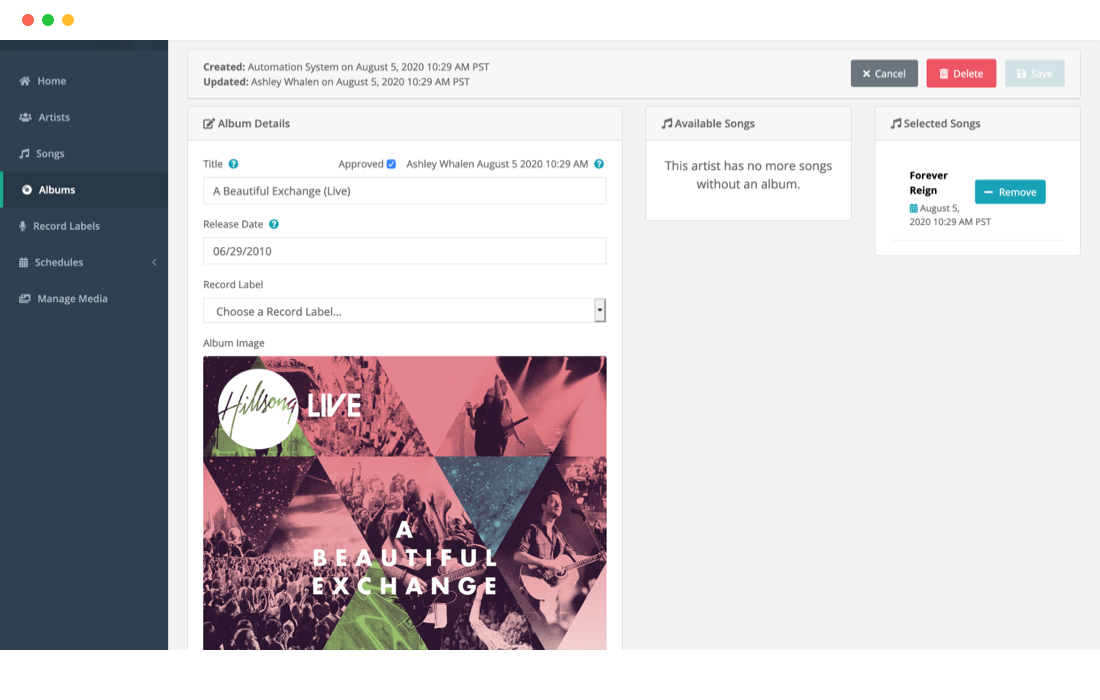 Home
Artists
Songs
Albums
Record Labels
Schedules
Manage Media
Created: Automation System on August 5, 2020 10:29 AM PST
Updated: Ashley Whalen on August 5, 2020 10:29 AM PST
Cancel
Delete
Save
Album Details
Title
Approved
Ashley Whalen August 5 2020 10:29 AM
A Beautiful Exchange (Live)
Release Date
06/29/2010
Record Label
Choose a Record Label...
Album Image
Hillsong LIVE
A
BEAUTIFUL
EXCHANGE
Available Songs
This artist has no more songs
without an album.
Selected Songs
Forever
Reign
Remove
August 5,
2020 10:29 AM PST